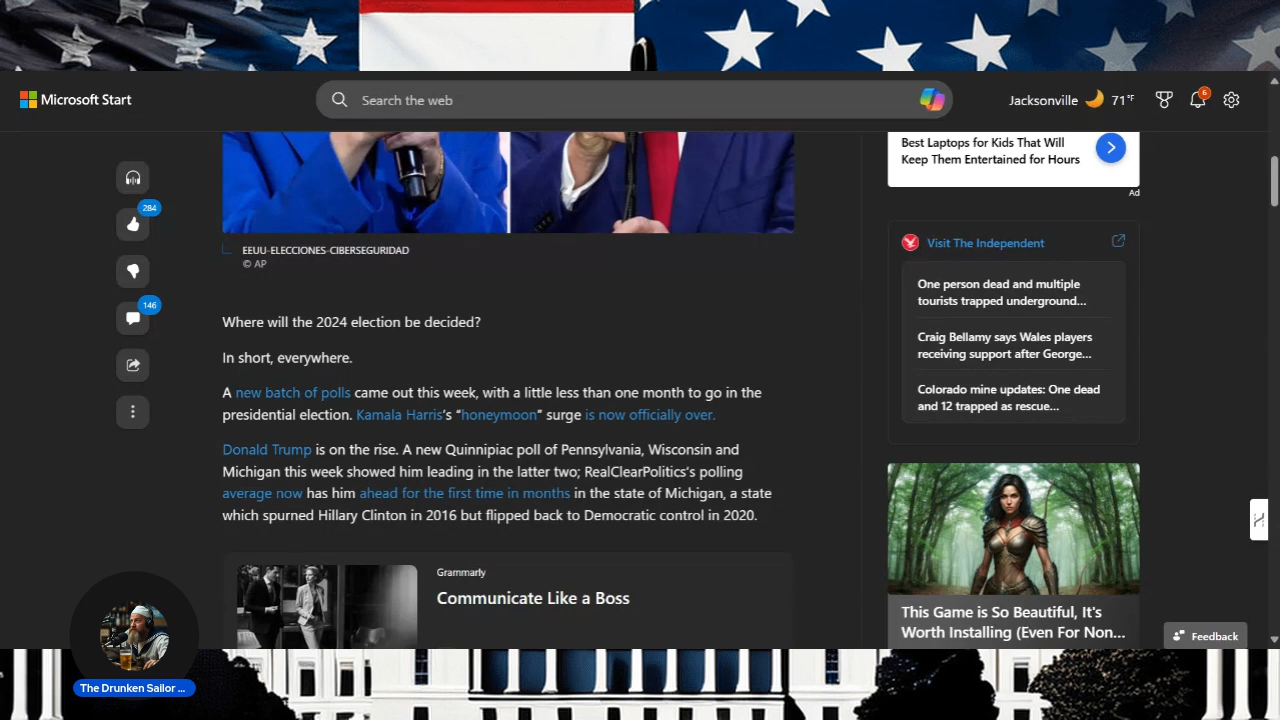 Microsoft Start
Search the web
Jacksonville 71°F
6
284
146
EEUU-ELECCIONES-CIBERSEGURIDAD
© AP
Where will the 2024 election be decided?
In short, everywhere.
A new batch of polls came out this week, with a little less than one month to go in the
presidential election. Kamala Harris's “honeymoon” surge is now officially over.
Donald Trump is on the rise. A new Quinnipiac poll of Pennsylvania, Wisconsin and
Michigan this week showed him leading in the latter two; RealClearPolitics's polling
average now has him ahead for the first time in months in the state of Michigan, a state
which spurned Hillary Clinton in 2016 but flipped back to Democratic control in 2020.
Grammarly
Communicate Like a Boss
Best Laptops for Kids That Will
Keep Them Entertained for Hours
Ad
Visit The Independent
One person dead and multiple
tourists trapped underground...
Craig Bellamy says Wales players
receiving support after George...
Colorado mine updates: One dead
and 12 trapped as rescue...
This Game is So Beautiful, It's
Worth Installing (Even For Non...
Feedback
The Drunken Sailor ...